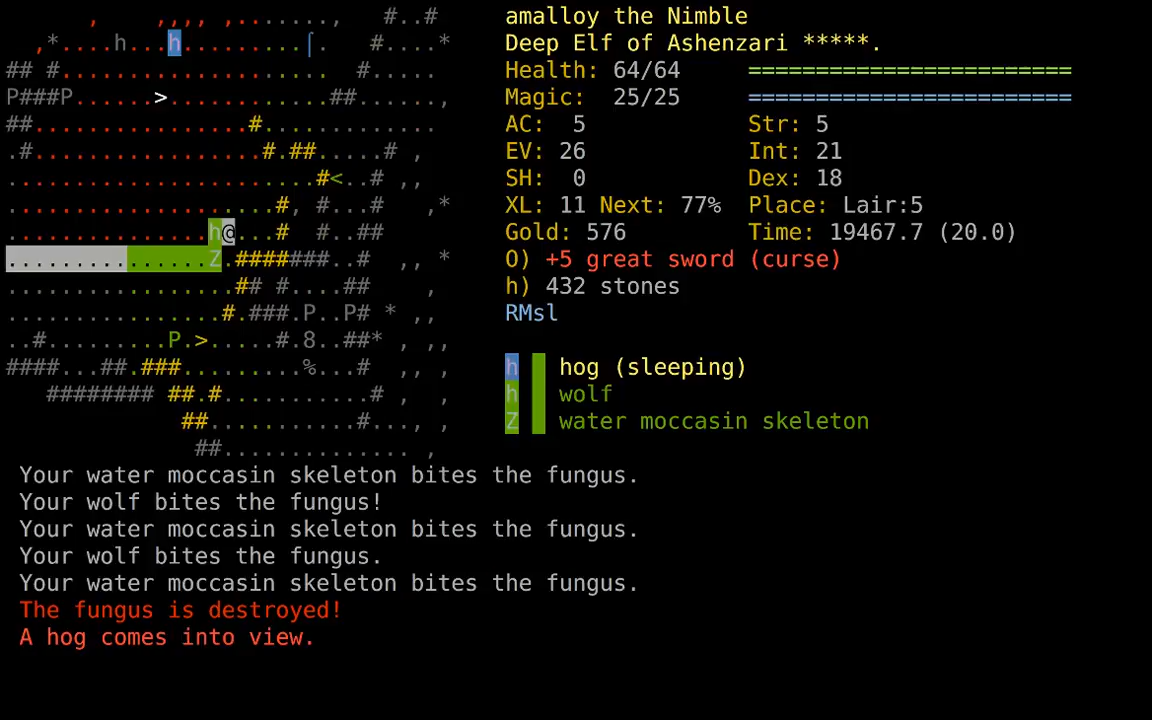 ,    ,,,, ,......,   #..#      amalloy the Nimble
  ,*....h...h.........⌠.   #....*    Deep Elf of Ashenzari *****.
## #....................  #.....     Health: 64/64     ========================
P###P......>............##......,    Magic:  25/25     ========================
##................#.............     AC:  5            Str: 5
.#.................#.##.....# ,      EV: 26            Int: 21
.......................#<..# ,,      SH:  0            Dex: 18
....................#, #...#   ,*    XL: 11 Next: 77%  Place: Lair:5
...............h@...#  #..##         Gold: 576         Time: 19467.7 (20.0)
...............Z.#######..#  ,, *    O) +5 great sword (curse)
.................## #....##    ,     h) 432 stones
................#.###.P..P# * ,,     RMsl
..#.........P.>.....#.8..##*  , ,,
####...##.###.........%...#  ,, ,    h   hog (sleeping)
   ######## ##.#...........#  ,  ,   h   wolf
             ##...........#...,  ,   Z   water moccasin skeleton
              ##............... ,
Your water moccasin skeleton bites the fungus.
Your wolf bites the fungus!
Your water moccasin skeleton bites the fungus.
Your wolf bites the fungus.
Your water moccasin skeleton bites the fungus.
The fungus is destroyed!
A hog comes into view.